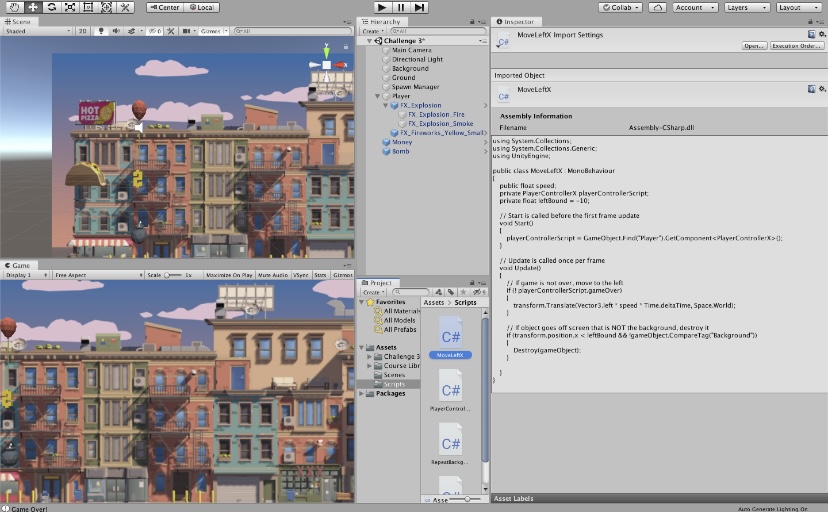 Center Local
Collab Account Layers Layout
Scene
Shaded 2D Gizmos All
HOT
PIZZA
Game
Display 1 Free Aspect Scale 1x Maximize On Play Mute Audio VSync Stats Gizmos
Game Over!
Hierarchy
Create All
Challenge 3*
Main Camera
Directional Light
Background
Ground
Spawn Manager
Player
FX_Explosion
FX_Explosion_Fire
FX_Explosion_Smoke
FX_Fireworks_Yellow_Small
Money
Bomb
Project
Create
Favorites
All Materials
All Models
All Prefabs
Assets
Challenge 3
Course Libr
Scenes
Scripts
Packages
Assets > Scripts
C#
MoveLeftX
C#
PlayerControl...
C#
RepeatBackg...
C#
Asse
Inspector
MoveLeftX Import Settings
C#
Open... Execution Order...
Imported Object
MoveLeftX
C#
Assembly Information
Filename Assembly-CSharp.dll
using System.Collections;
using System.Collections.Generic;
using UnityEngine;
public class MoveLeftX : MonoBehaviour
{
public float speed;
private PlayerControllerX playerControllerScript;
private float leftBound = -10;
// Start is called before the first frame update
void Start()
{
playerControllerScript = GameObject.Find("Player").GetComponent<PlayerControllerX>();
}
// Update is called once per frame
void Update()
{
// If game is not over, move to the left
if (! playerControllerScript.gameOver)
{
transform.Translate(Vector3.left * speed * Time.deltaTime, Space.World);
}
// If object goes off screen that is NOT the background, destroy it
if (transform.position.x < leftBound && !gameObject.CompareTag("Background"))
{
Destroy(gameObject);
}
}
}
Asset Labels
Auto Generate Lighting On